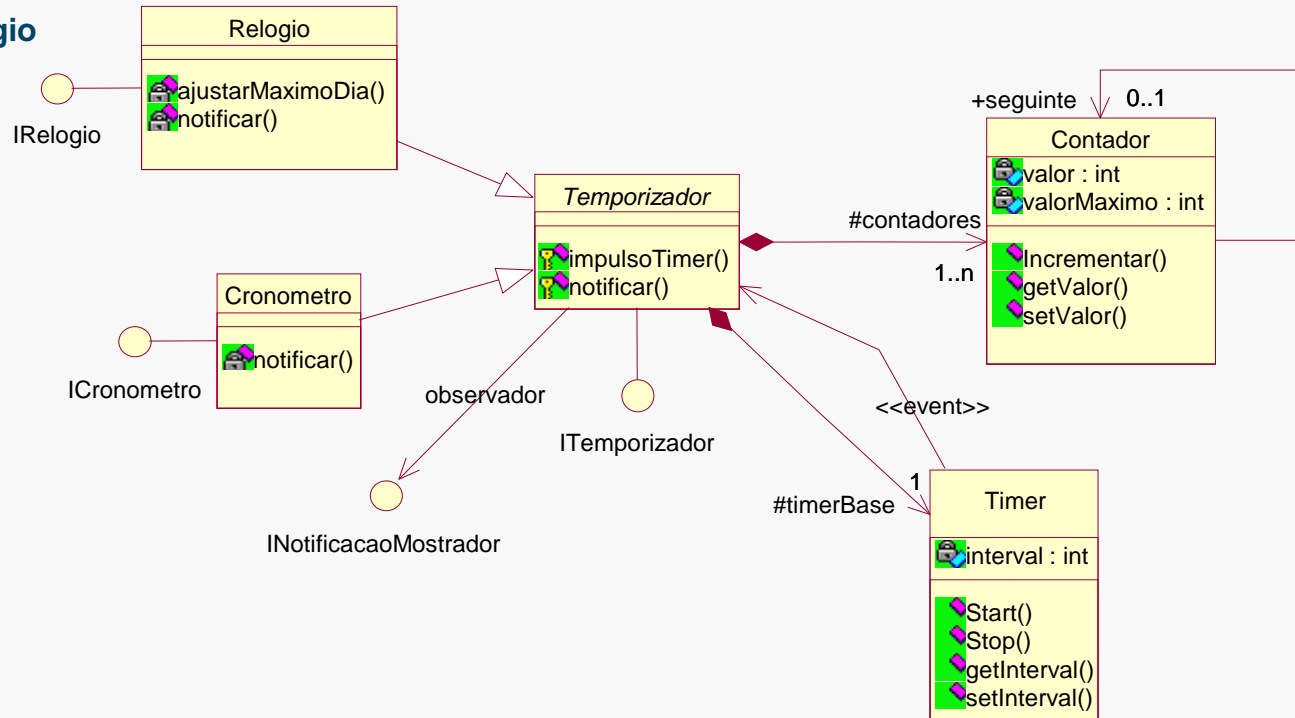 gio
Relogio
ajustarMaximoDia()
notificar()
IRelogio
+seguinte
0..1
Contador
valor : int
valorMaximo : int
Incrementar()
getValor()
setValor()
Temporizador
impulsoTimer()
notificar()
#contadores
1..n
Cronometro
notificar()
ICronometro
observador
ITemporizador
<<event>>
INotificacaoMostrador
#timerBase
1
Timer
interval : int
Start()
Stop()
getInterval()
setInterval()